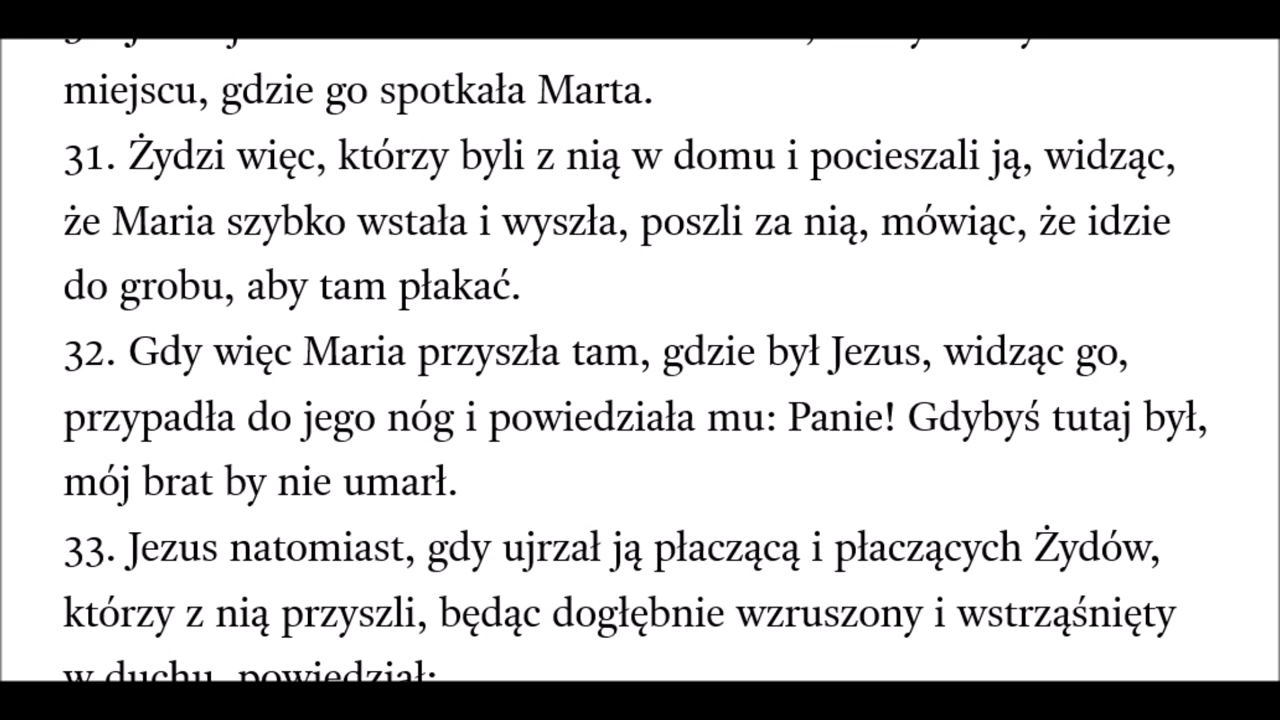 miejscu, gdzie go spotkała Marta.
31. Żydzi więc, którzy byli z nią w domu i pocieszali ją, widząc,
że Maria szybko wstała i wyszła, poszli za nią, mówiąc, że idzie
do grobu, aby tam płakać.
32. Gdy więc Maria przyszła tam, gdzie był Jezus, widząc go,
przypadła do jego nóg i powiedziała mu: Panie! Gdybyś tutaj był,
mój brat by nie umarł.
33. Jezus natomiast, gdy ujrzał ją płaczącą i płaczących Żydów,
którzy z nią przyszli, będąc dogłębnie wzruszony i wstrząśnięty
w duchu, powiedział: